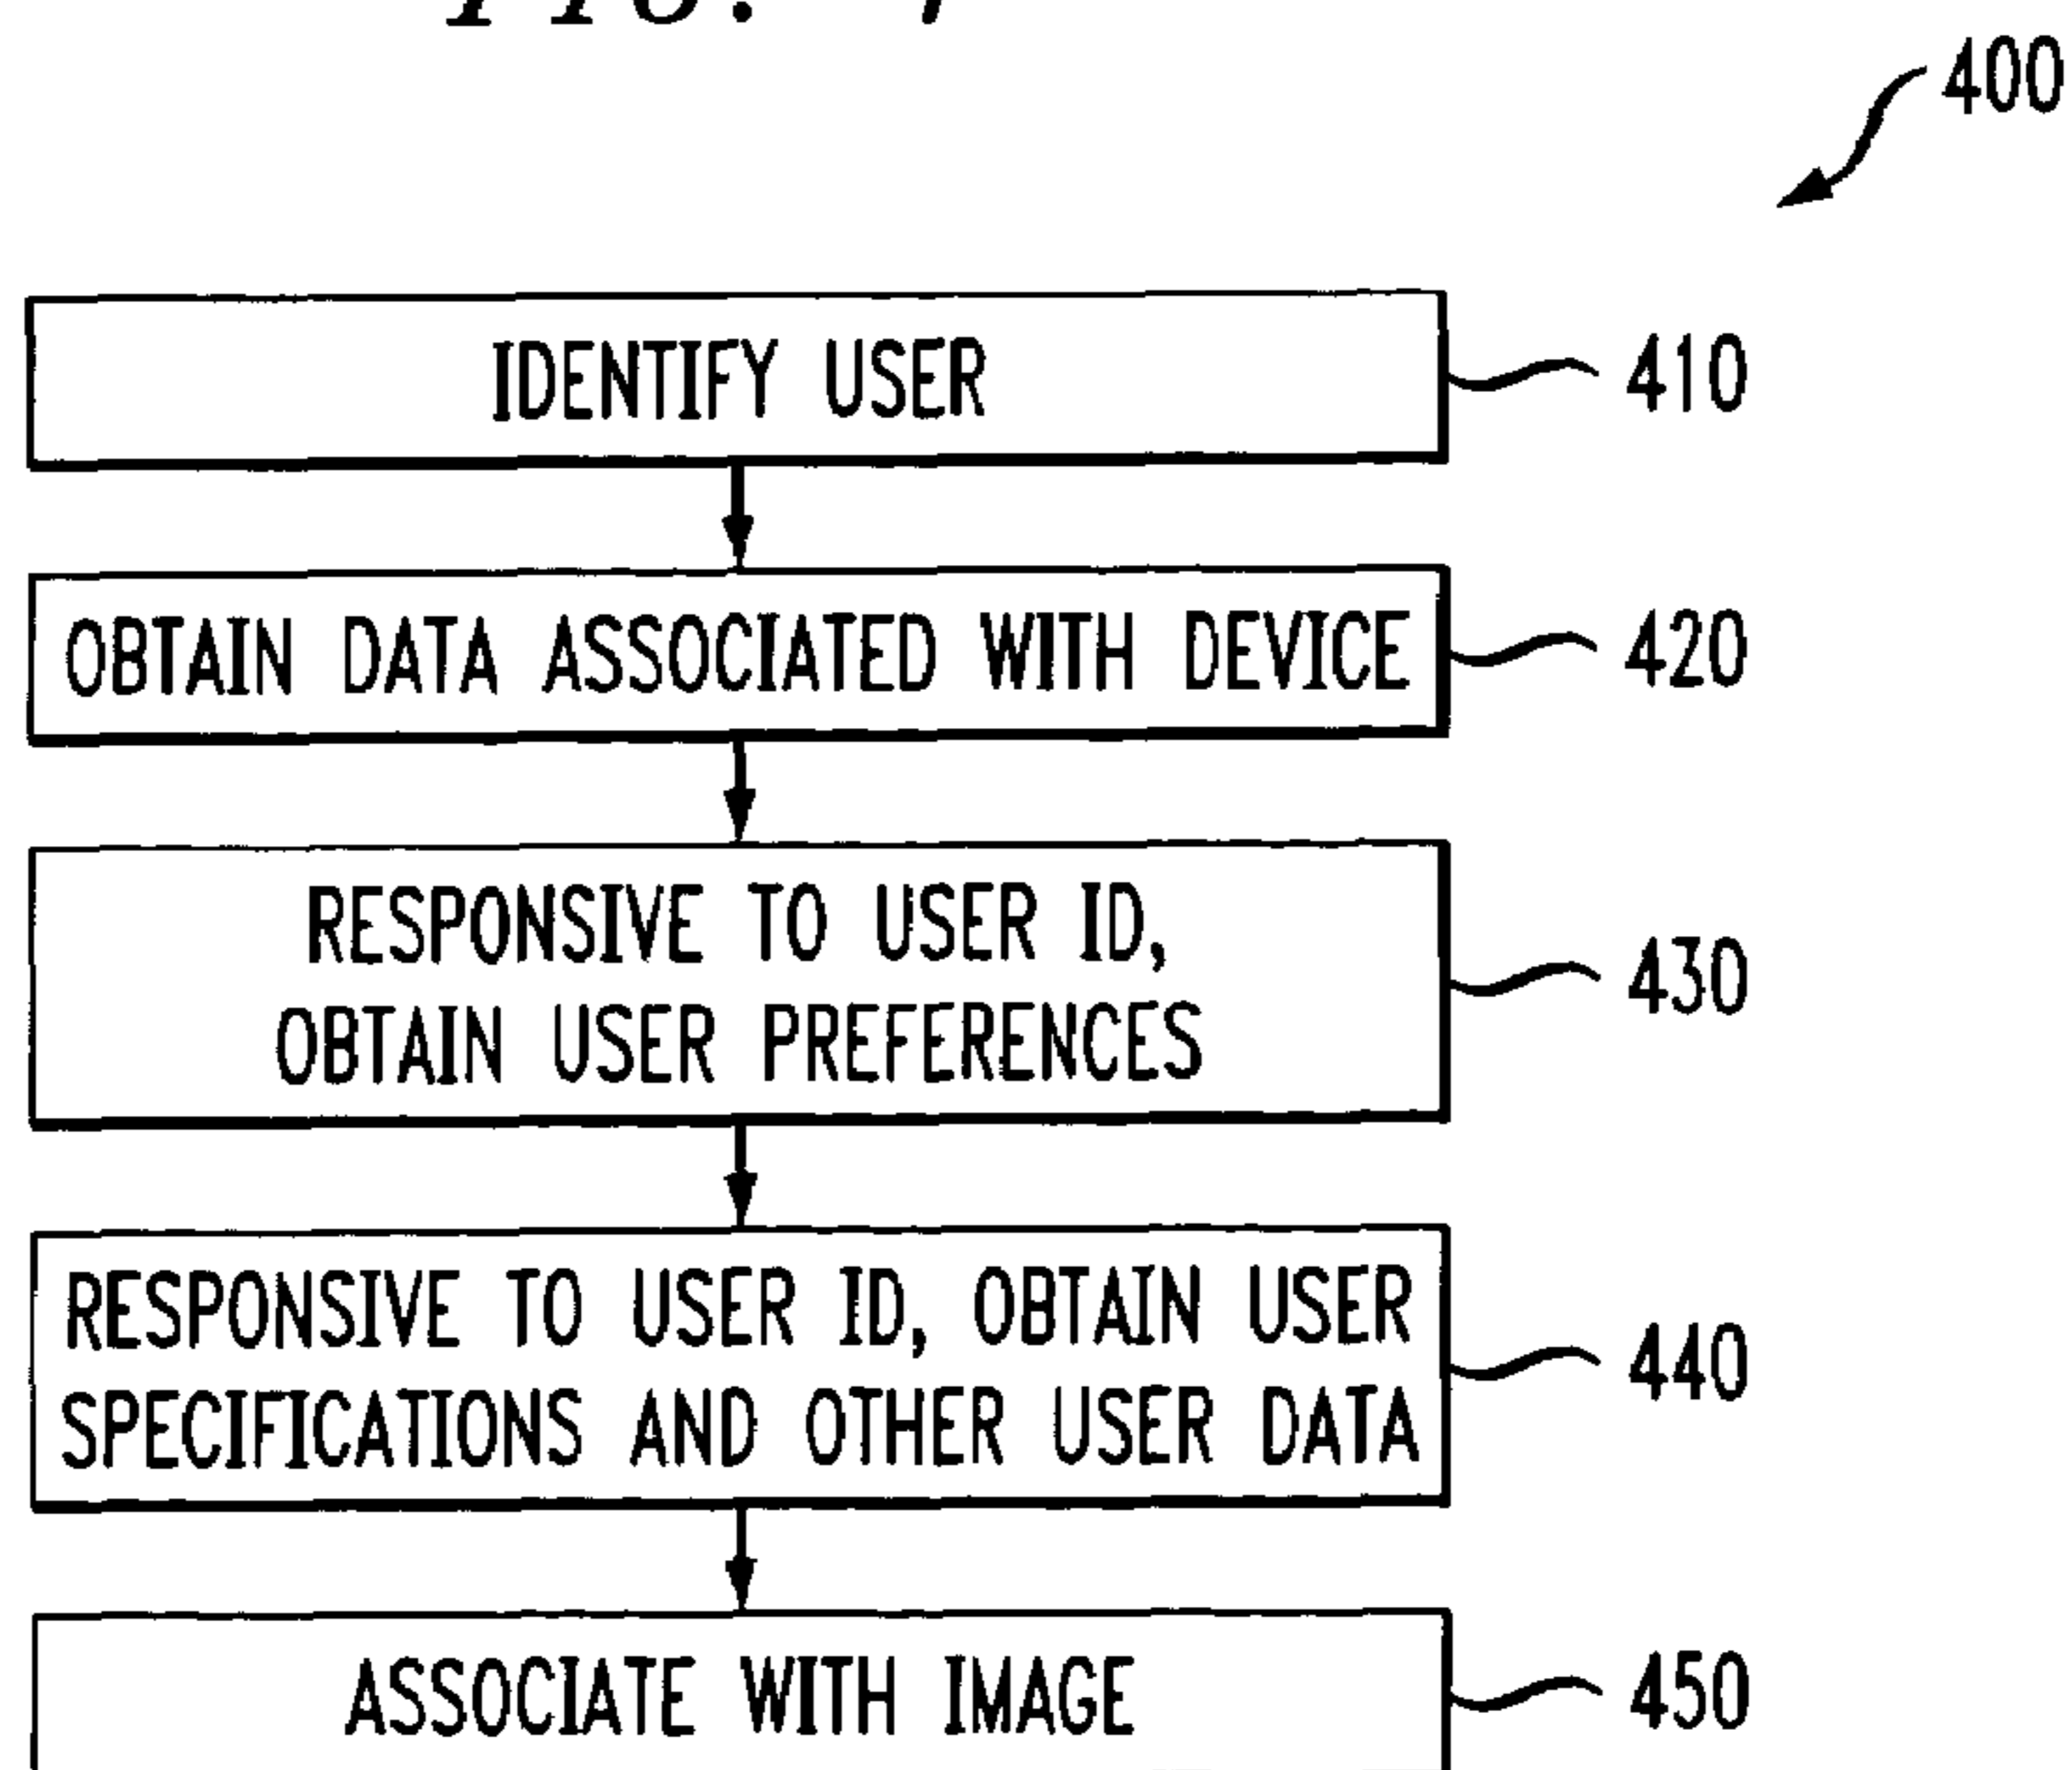 400
IDENTIFY USER
410
OBTAIN DATA ASSOCIATED WITH DEVICE
420
RESPONSIVE TO USER ID,
OBTAIN USER PREFERENCES
430
RESPONSIVE TO USER ID, OBTAIN USER
SPECIFICATIONS AND OTHER USER DATA
440
ASSOCIATE WITH IMAGE
450